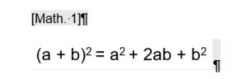 [Math.·1]¶
(a + b)² = a² + 2ab + b² ¶